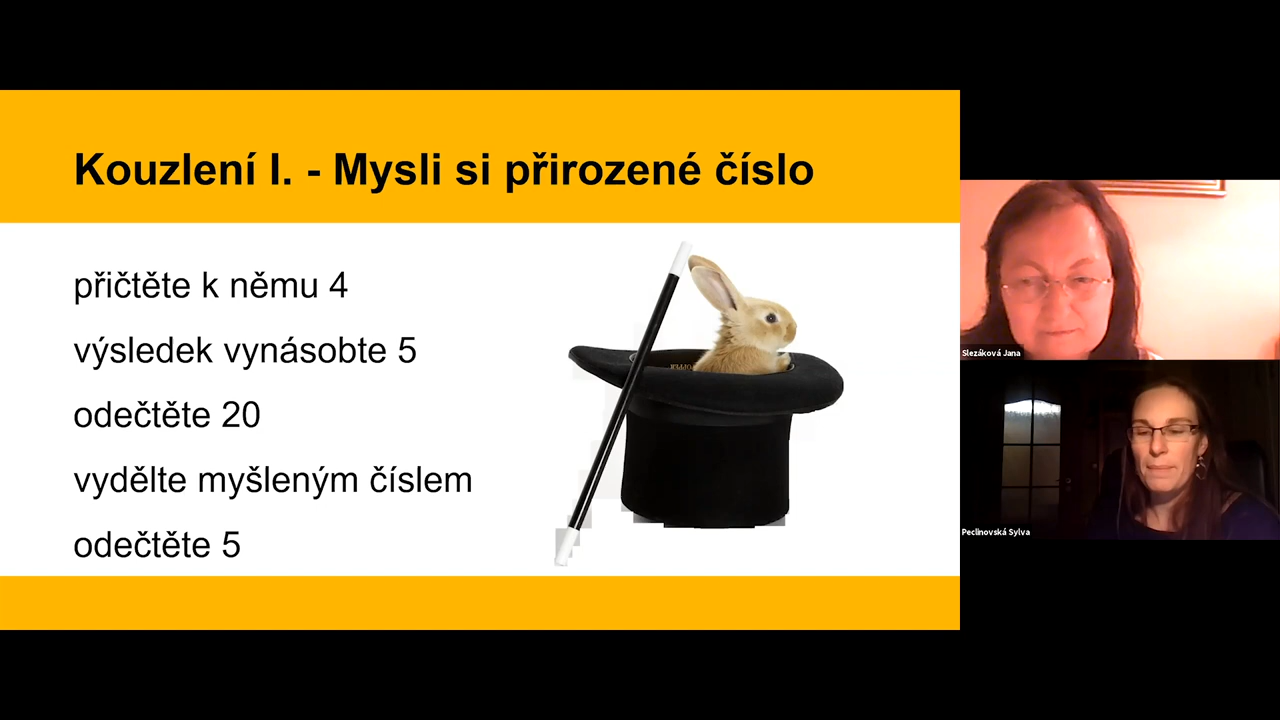 Kouzlení I. - Mysli si přirozené číslo
přičtěte k němu 4
výsledek vynásobte 5
odečtěte 20
vydělte myšleným číslem
odečtěte 5
Slezáková Jana
Peclinovská Sylva